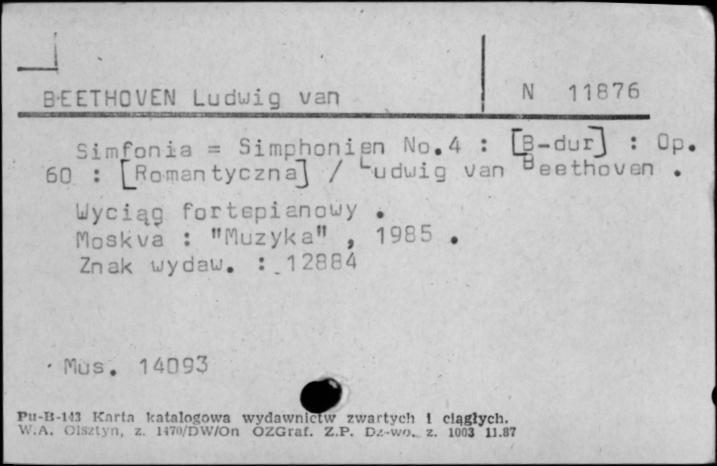 BEETHOVEN Ludwig van N 11876
Simfonia = Simphonien No.4 : [B-dur] : Op.
60 : [Romantyczna] / Ludwig van Beethoven .
Wyciąg fortepianowy .
Moskva : "Muzyka" , 1985 .
Znak wydaw. : 12884
Mus. 14093
Pu-B-143 Karta katalogowa wydawnictw zwartych i ciągłych.
W.A. Olsztyn, z. 1470/DW/On OZGraf. Z.P. Dz-wo. z. 1003 11.87